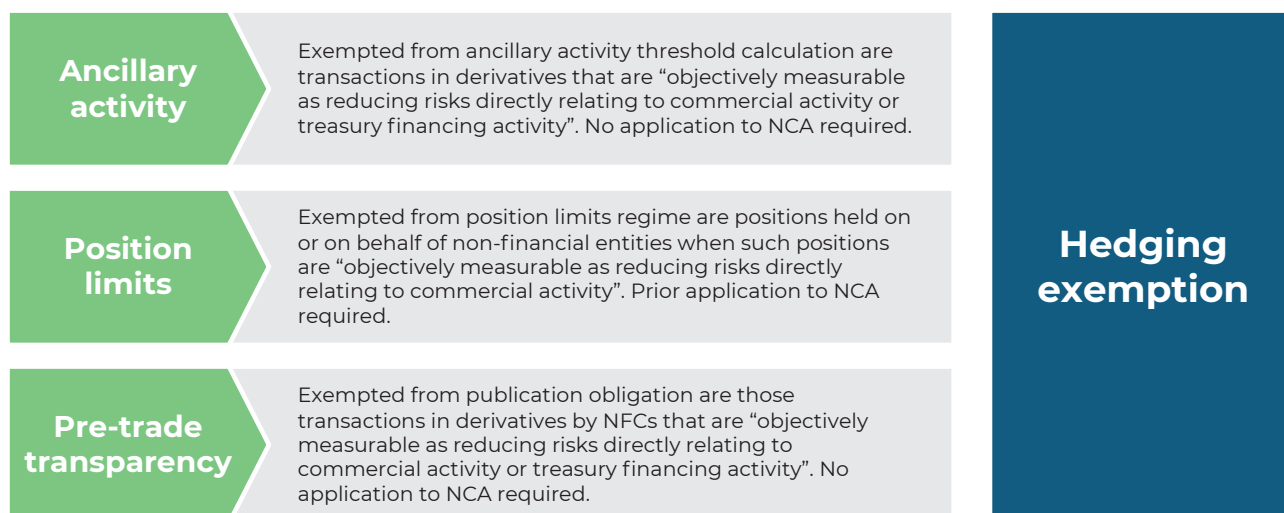 Ancillary
activity
Exempted from ancillary activity threshold calculation are
transactions in derivatives that are “objectively measurable
as reducing risks directly relating to commercial activity or
treasury financing activity”. No application to NCA required.
Position
limits
Exempted from position limits regime are positions held on
or on behalf of non-financial entities when such positions
are “objectively measurable as reducing risks directly
relating to commercial activity”. Prior application to NCA
required.
Pre-trade
transparency
Exempted from publication obligation are those
transactions in derivatives by NFCs that are “objectively
measurable as reducing risks directly relating to
commercial activity or treasury financing activity”. No
application to NCA required.
Hedging
exemption